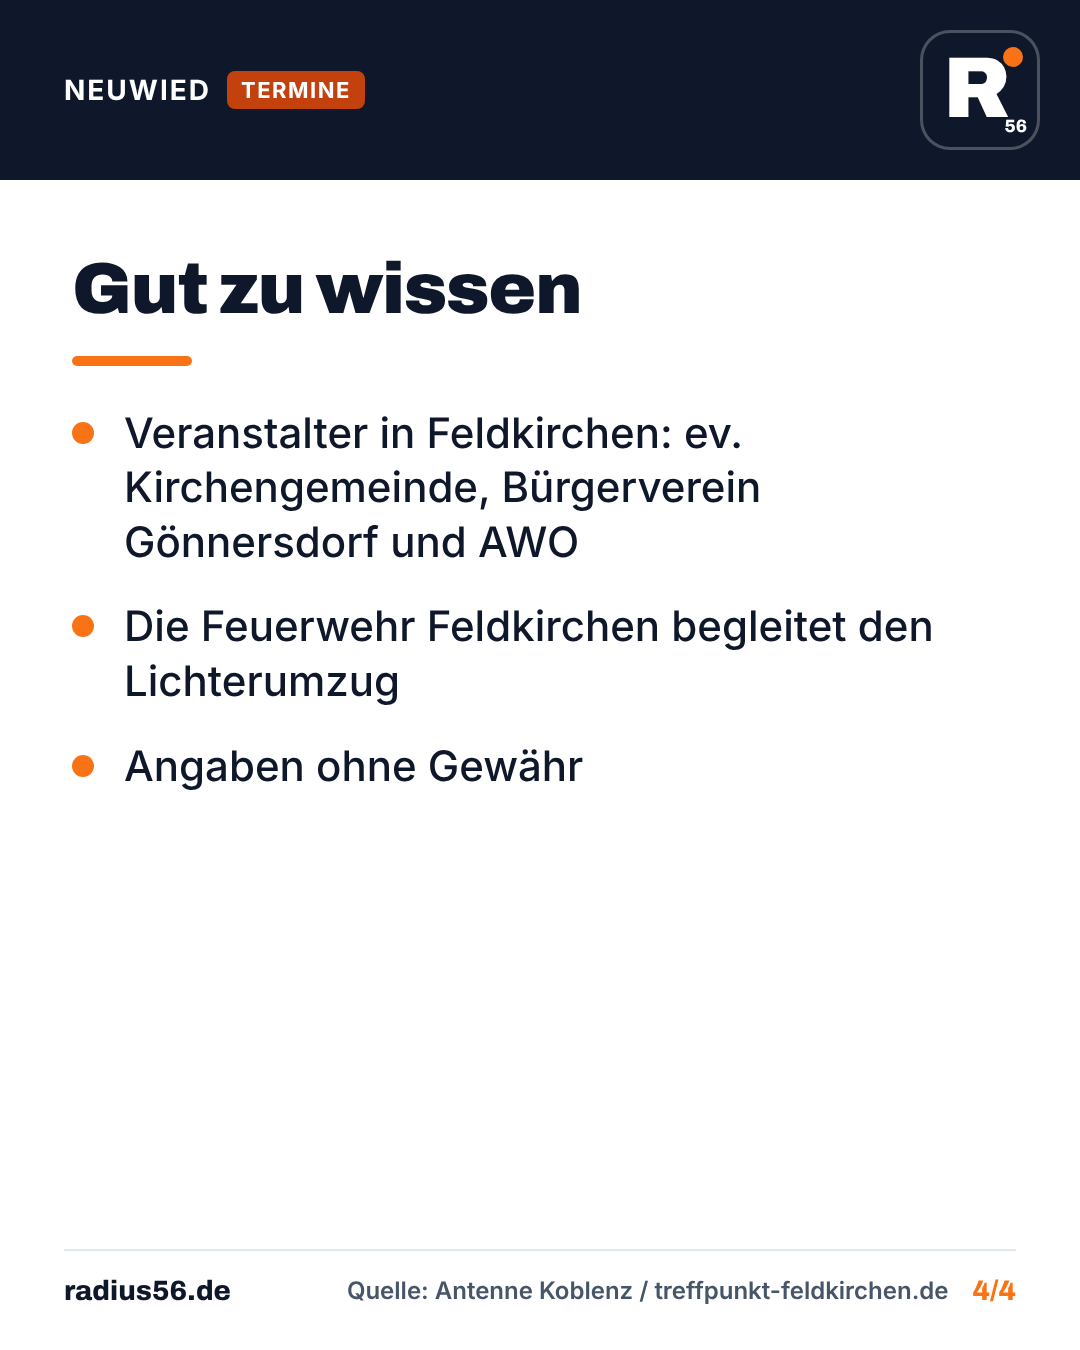 NEUWIED TERMINE
R
56
Gut zu wissen
Veranstalter in Feldkirchen: ev.
Kirchengemeinde, Bürgerverein
Gönnersdorf und AWO
Die Feuerwehr Feldkirchen begleitet den
Lichterumzug
Angaben ohne Gewähr
radius56.de Quelle: Antenne Koblenz / treffpunkt-feldkirchen.de 4/4